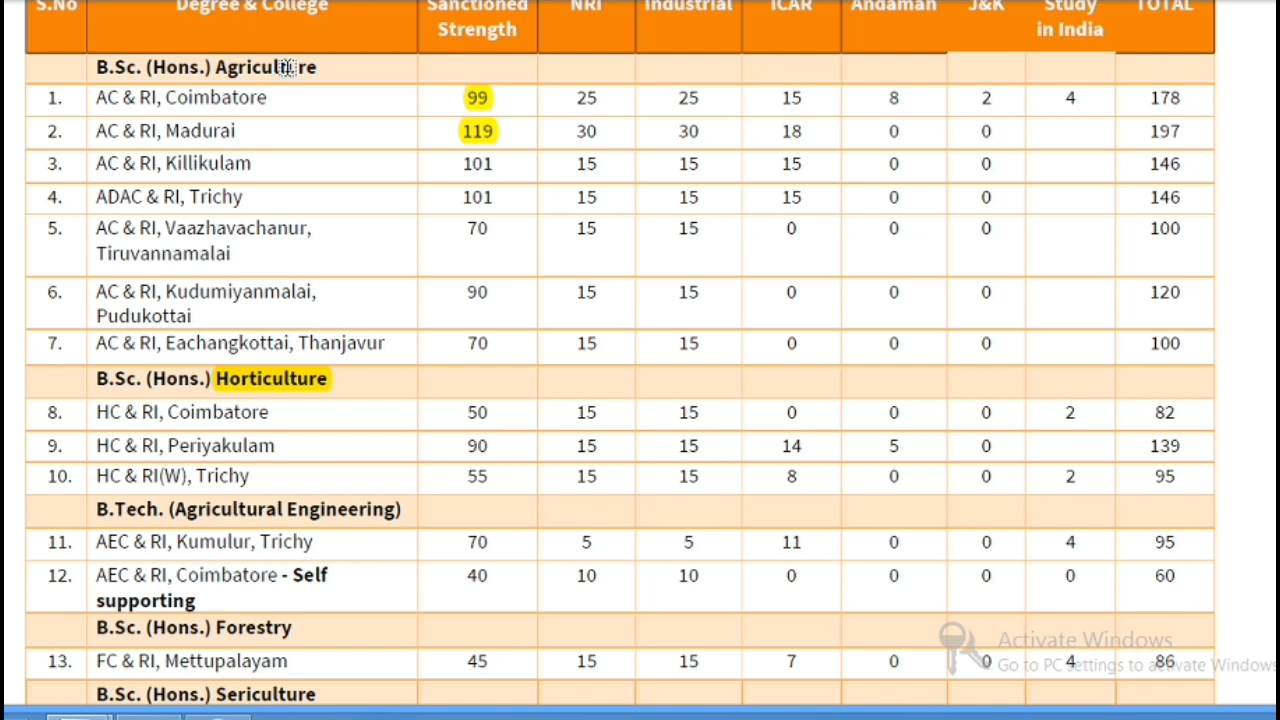 S.No Degree & College Sanctioned Strength NRI Industrial ICAR Andaman J&K Study in India TOTAL
B.Sc. (Hons.) Agriculture
1. AC & RI, Coimbatore 99 25 25 15 8 2 4 178
2. AC & RI, Madurai 119 30 30 18 0 0 197
3. AC & RI, Killikulam 101 15 15 15 0 0 146
4. ADAC & RI, Trichy 101 15 15 15 0 0 146
5. AC & RI, Vaazhavachanur, 70 15 15 0 0 0 100
Tiruvannamalai
6. AC & RI, Kudumiyanmalai, 90 15 15 0 0 0 120
Pudukottai
7. AC & RI, Eachangkottai, Thanjavur 70 15 15 0 0 0 100
B.Sc. (Hons.) Horticulture
8. HC & RI, Coimbatore 50 15 15 0 0 0 2 82
9. HC & RI, Periyakulam 90 15 15 14 5 0 139
10. HC & RI(W), Trichy 55 15 15 8 0 0 2 95
B.Tech. (Agricultural Engineering)
11. AEC & RI, Kumulur, Trichy 70 5 5 11 0 0 4 95
12. AEC & RI, Coimbatore - Self 40 10 10 0 0 0 0 60
supporting
B.Sc. (Hons.) Forestry
13. FC & RI, Mettupalayam 45 15 15 7 0 0 4 86
B.Sc. (Hons.) Sericulture
Activate Windows
Go to PC settings to activate Windows